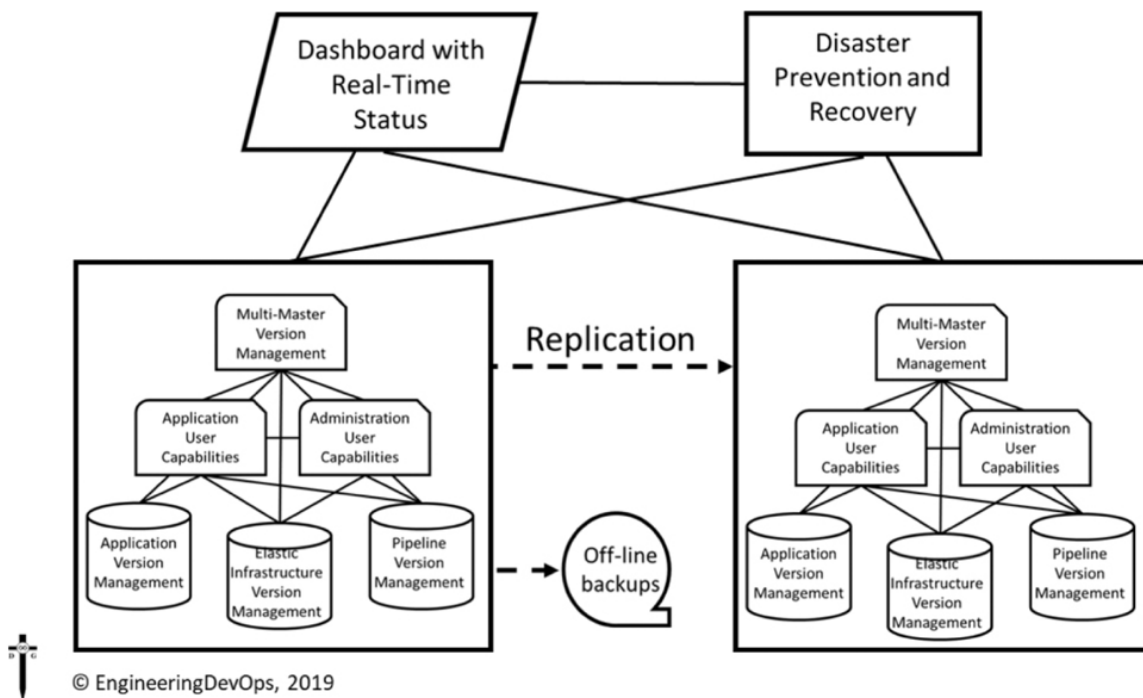 Dashboard with
Real-Time
Status
Disaster
Prevention and
Recovery
Multi-Master
Version
Management
Application
User
Capabilities
Administration
User
Capabilities
Application
Version
Management
Elastic
Infrastructure
Version
Management
Pipeline
Version
Management
Replication
Off-line
backups
Multi-Master
Version
Management
Application
User
Capabilities
Administration
User
Capabilities
Application
Version
Management
Elastic
Infrastructure
Version
Management
Pipeline
Version
Management
D G
© EngineeringDevOps, 2019